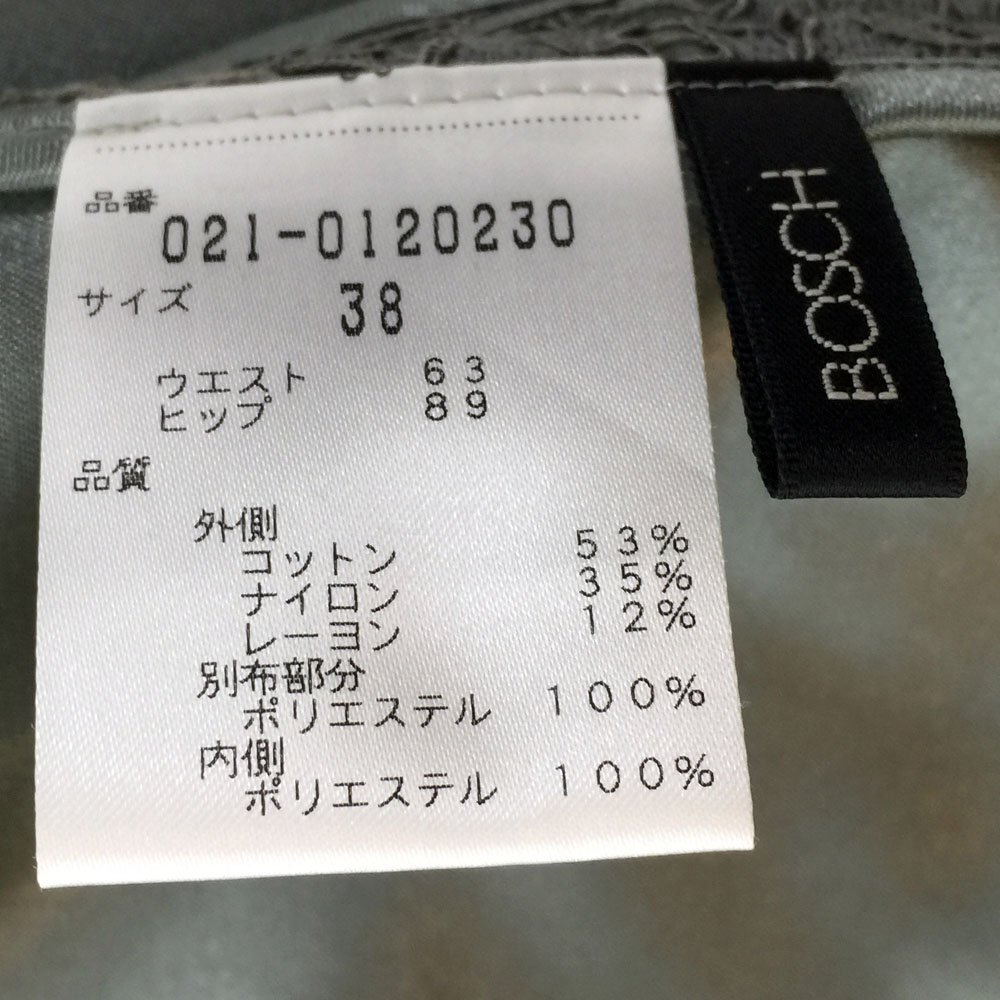 品番
021-0120230
サイズ 38
ウエスト 63
ヒップ 89
品質
外側
コットン 53%
ナイロン 35%
レーヨン 12%
別布部分
ポリエステル 100%
内側
ポリエステル 100%
BOSCH